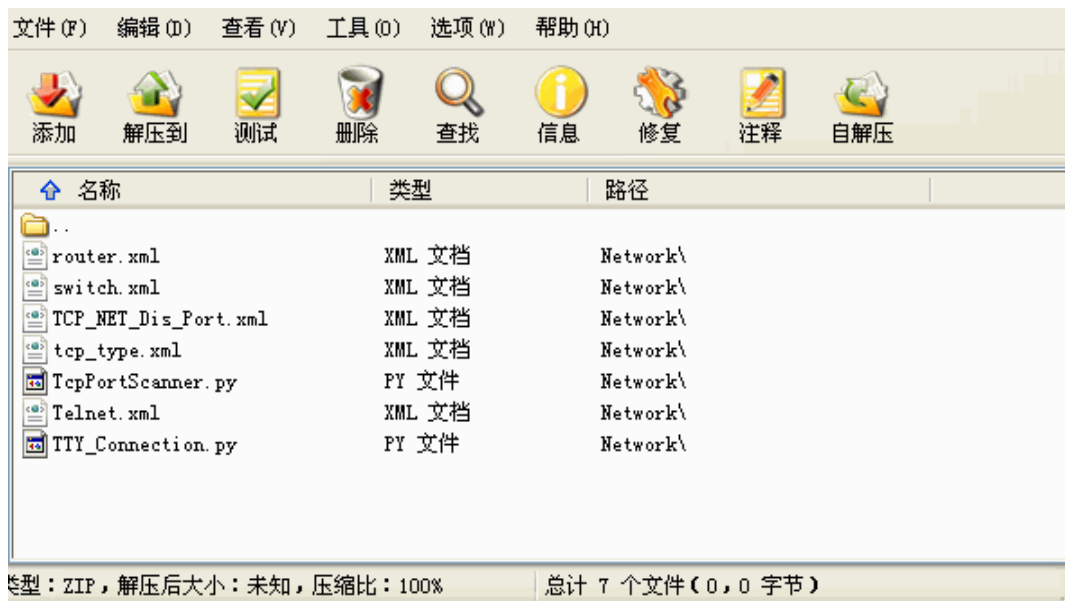 文件(F) 编辑(D) 查看(V) 工具(O) 选项(W) 帮助(H)
添加 解压到 测试 删除 查找 信息 修复 注释 自解压
名称 类型 路径
..
router.xml XML 文档 Network\
switch.xml XML 文档 Network\
TCP_NET_Dis_Port.xml XML 文档 Network\
tcp_type.xml XML 文档 Network\
TcpPortScanner.py PY 文件 Network\
Telnet.xml XML 文档 Network\
TTY_Connection.py PY 文件 Network\
类型：ZIP，解压后大小：未知，压缩比：100% 总计 7 个文件(0，0 字节)